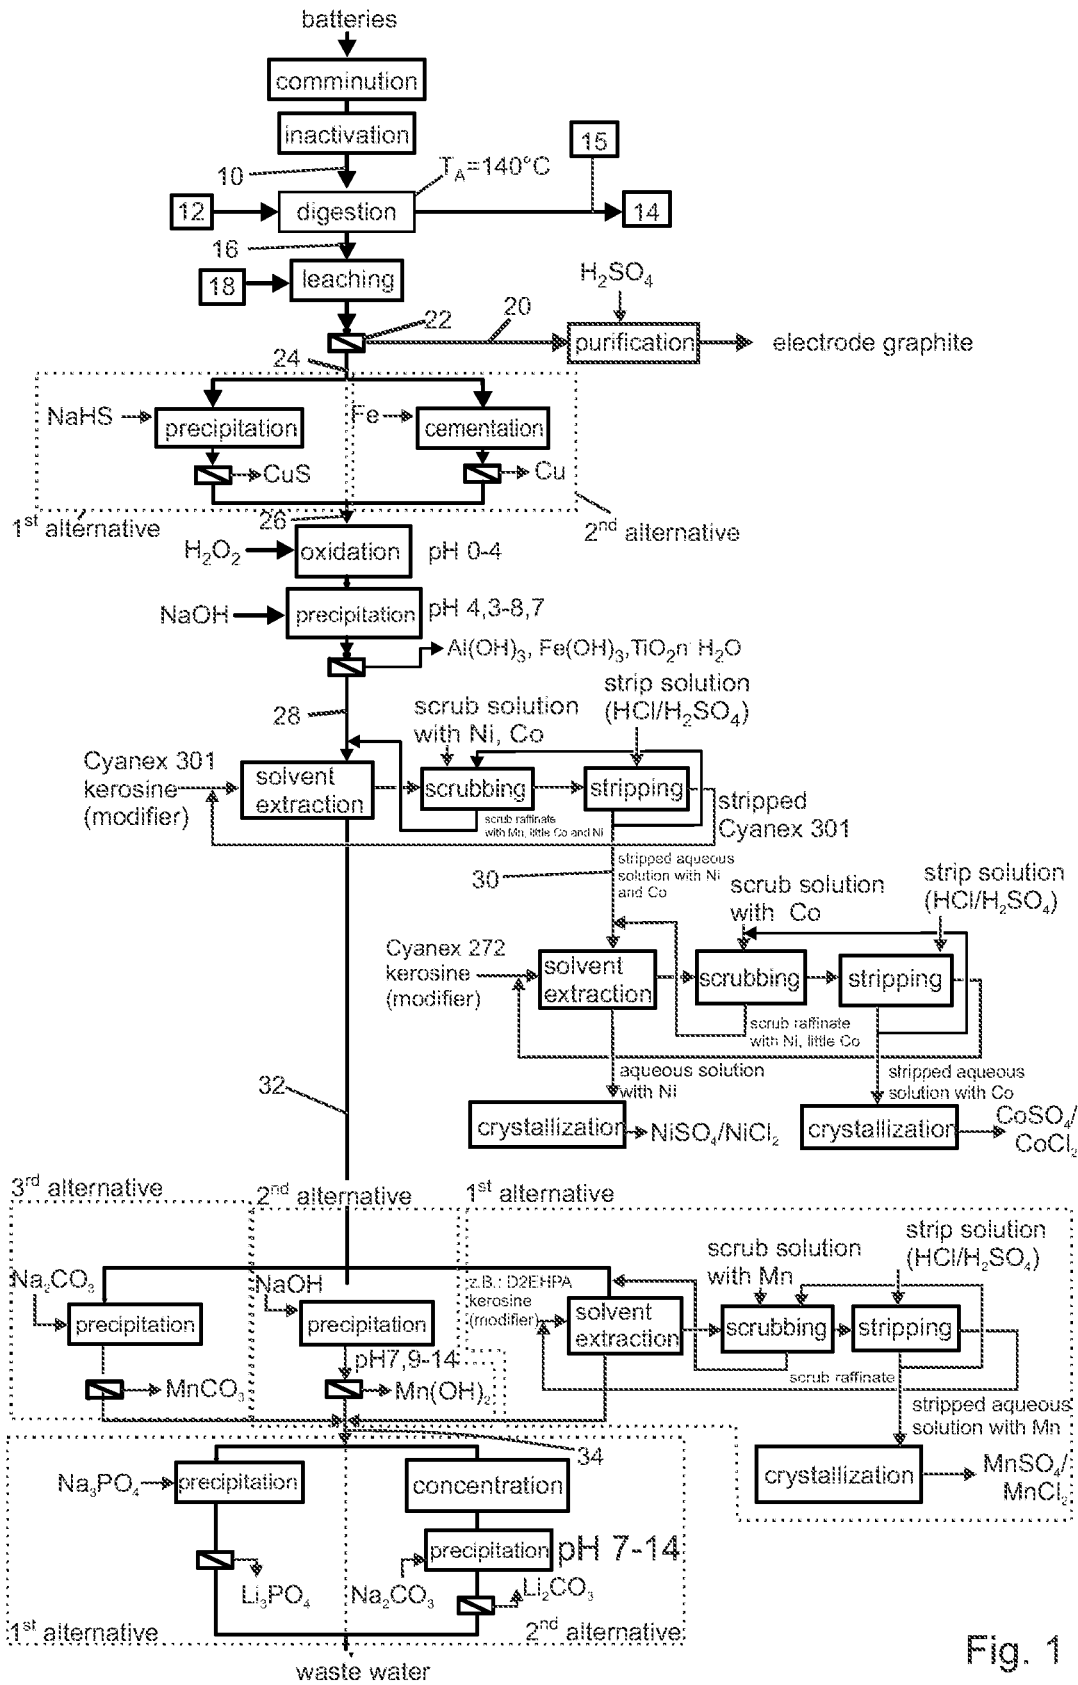 batteries
comminution
inactivation
10
T_A=140°C
15
12
digestion
14
16
18
leaching
H₂SO₄
22
20
purification
electrode graphite
24
NaHS
precipitation
Fe
cementation
CuS
Cu
1st alternative
26
2nd alternative
H₂O₂
oxidation
pH 0-4
NaOH
precipitation
pH 4,3-8,7
Al(OH)₃, Fe(OH)₃,TiO₂n H₂O
28
scrub solution
with Ni, Co
strip solution
(HCl/H₂SO₄)
Cyanex 301
kerosine
(modifier)
solvent
extraction
scrubbing
stripping
scrub raffinate
with Mn, little Co and Ni
stripped
Cyanex 301
30
stripped aqueous
solution with Ni
and Co
scrub solution
with Co
strip solution
(HCl/H₂SO₄)
Cyanex 272
kerosine
(modifier)
solvent
extraction
scrubbing
stripping
scrub raffinate
with Ni, little Co
32
aqueous solution
with Ni
stripped aqueous
solution with Co
crystallization
NiSO₄/NiCl₂
crystallization
CoSO₄/
CoCl₂
3rd alternative
2nd alternative
1st alternative
Na₂CO₃
precipitation
MnCO₃
NaOH
precipitation
pH7,9-14
Mn(OH)₂
z.B.: D2EHPA
kerosine
(modifier)
solvent
extraction
scrub solution
with Mn
strip solution
(HCl/H₂SO₄)
scrubbing
stripping
scrub raffinate
stripped aqueous
solution with Mn
crystallization
MnSO₄/
MnCl₂
34
Na₃PO₄
precipitation
concentration
precipitation
pH 7-14
Li₃PO₄
Na₂CO₃
Li₂CO₃
1st alternative
2nd alternative
waste water
Fig. 1